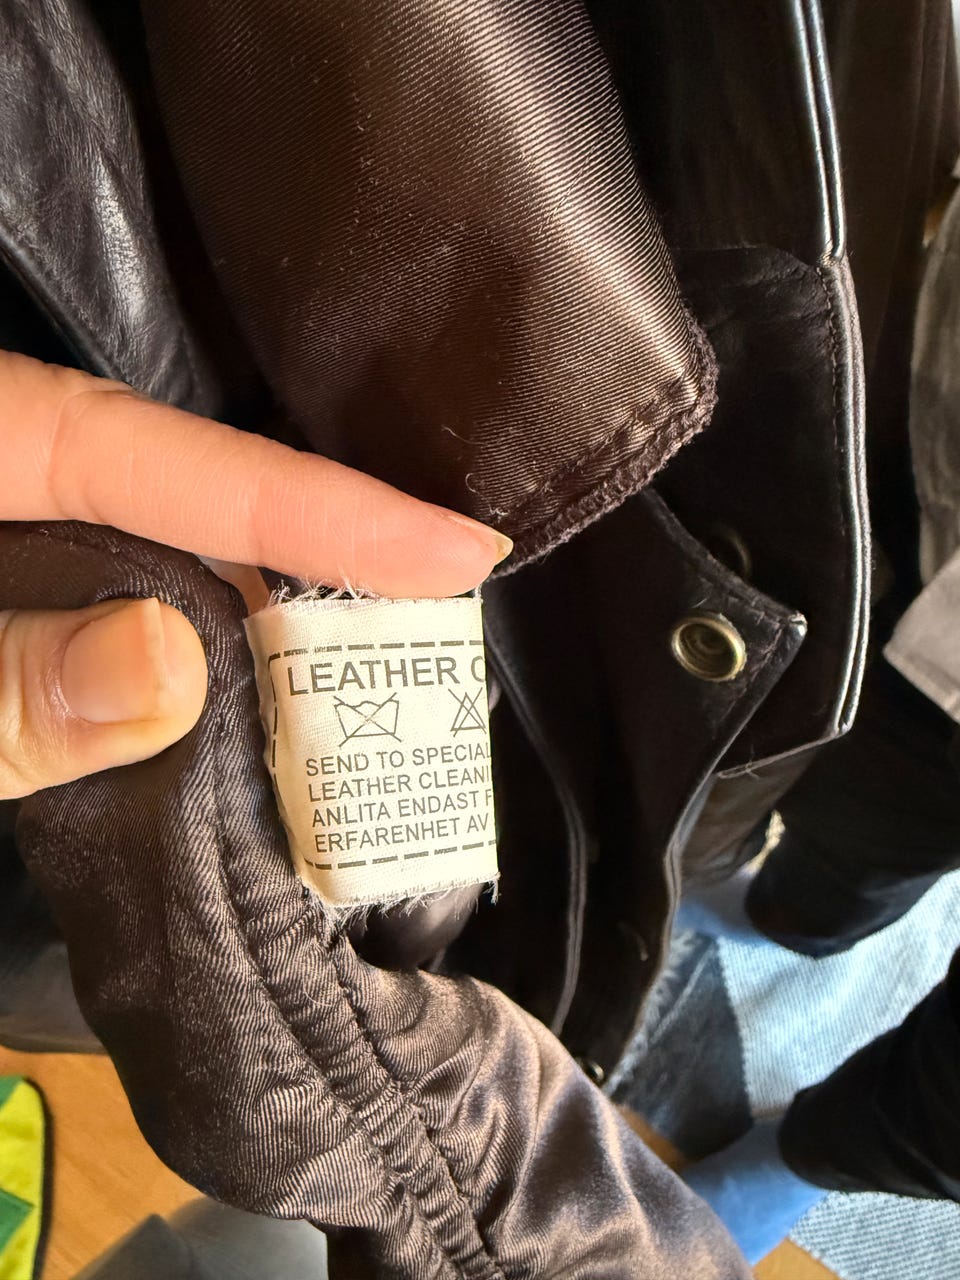 LEATHER C
SEND TO SPECIAL
LEATHER CLEANI
ANLITA ENDAST F
ERFARENHET AV